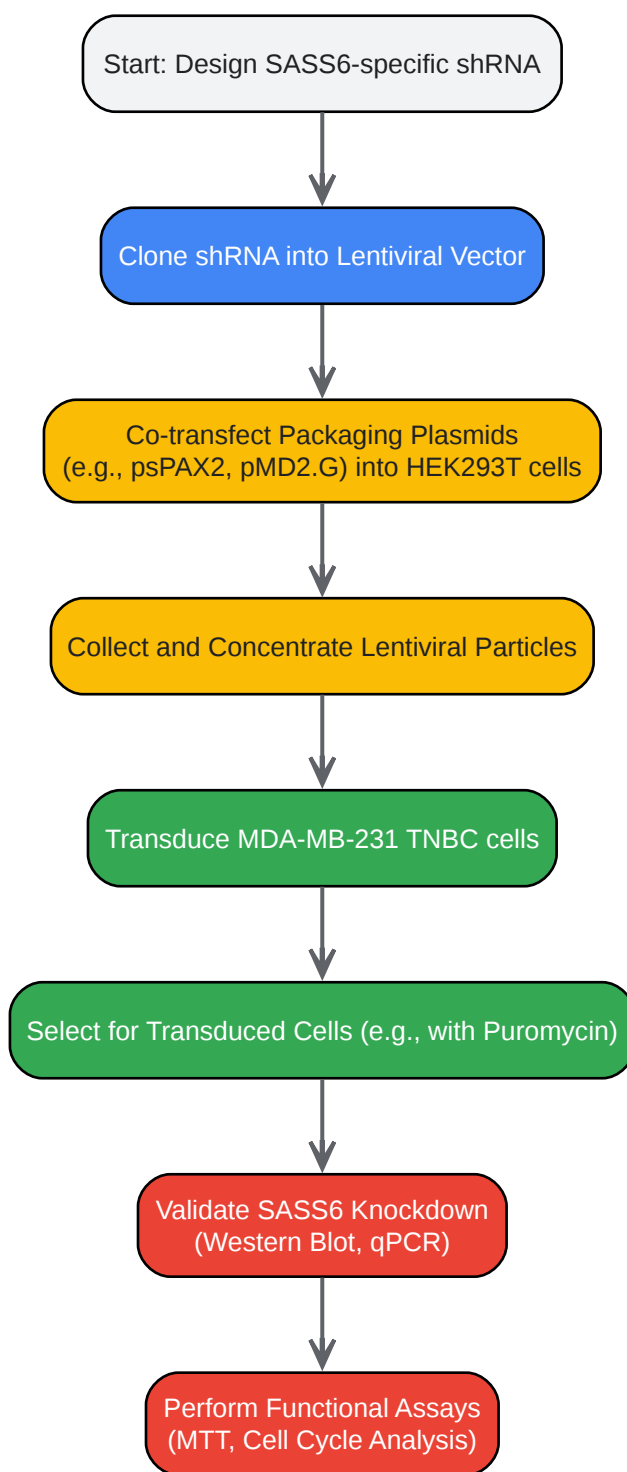 Start: Design SASS6-specific shRNA
Clone shRNA into Lentiviral Vector
Co-transfect Packaging Plasmids
(e.g., psPAX2, pMD2.G) into HEK293T cells
Collect and Concentrate Lentiviral Particles
Transduce MDA-MB-231 TNBC cells
Select for Transduced Cells (e.g., with Puromycin)
Validate SASS6 Knockdown
(Western Blot, qPCR)
Perform Functional Assays
(MTT, Cell Cycle Analysis)